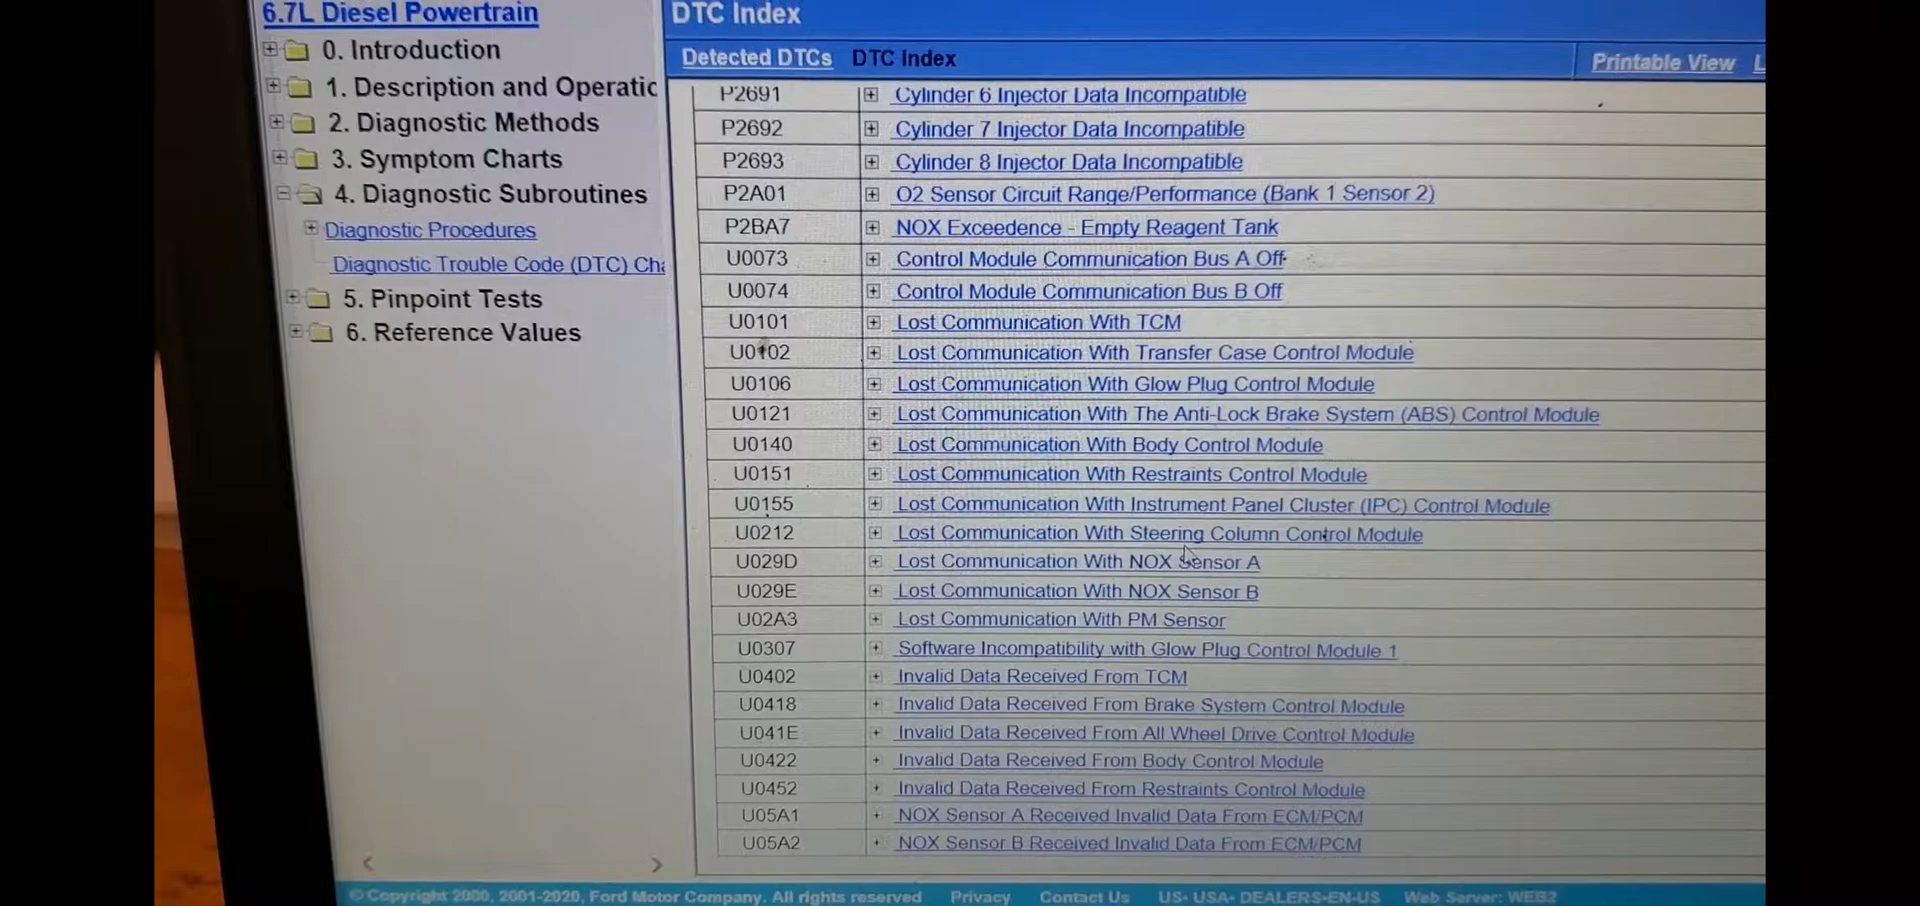 6.7L Diesel Powertrain
0. Introduction
1. Description and Operatic
2. Diagnostic Methods
3. Symptom Charts
4. Diagnostic Subroutines
Diagnostic Procedures
Diagnostic Trouble Code (DTC) Cha
5. Pinpoint Tests
6. Reference Values
DTC Index
Detected DTCs DTC Index Printable View L
P2691 Cylinder 6 Injector Data Incompatible
P2692 Cylinder 7 Injector Data Incompatible
P2693 Cylinder 8 Injector Data Incompatible
P2A01 O2 Sensor Circuit Range/Performance (Bank 1 Sensor 2)
P2BA7 NOX Exceedence - Empty Reagent Tank
U0073 Control Module Communication Bus A Off
U0074 Control Module Communication Bus B Off
U0101 Lost Communication With TCM
U0102 Lost Communication With Transfer Case Control Module
U0106 Lost Communication With Glow Plug Control Module
U0121 Lost Communication With The Anti-Lock Brake System (ABS) Control Module
U0140 Lost Communication With Body Control Module
U0151 Lost Communication With Restraints Control Module
U0155 Lost Communication With Instrument Panel Cluster (IPC) Control Module
U0212 Lost Communication With Steering Column Control Module
U029D Lost Communication With NOX Sensor A
U029E Lost Communication With NOX Sensor B
U02A3 Lost Communication With PM Sensor
U0307 Software Incompatibility with Glow Plug Control Module 1
U0402 Invalid Data Received From TCM
U0418 Invalid Data Received From Brake System Control Module
U041E Invalid Data Received From All Wheel Drive Control Module
U0422 Invalid Data Received From Body Control Module
U0452 Invalid Data Received From Restraints Control Module
U05A1 NOX Sensor A Received Invalid Data From ECM/PCM
U05A2 NOX Sensor B Received Invalid Data From ECM/PCM
© Copyright 2000, 2001-2020, Ford Motor Company. All rights reserved Privacy Contact Us US- USA- DEALERS-EN-US Web Server: WEB2